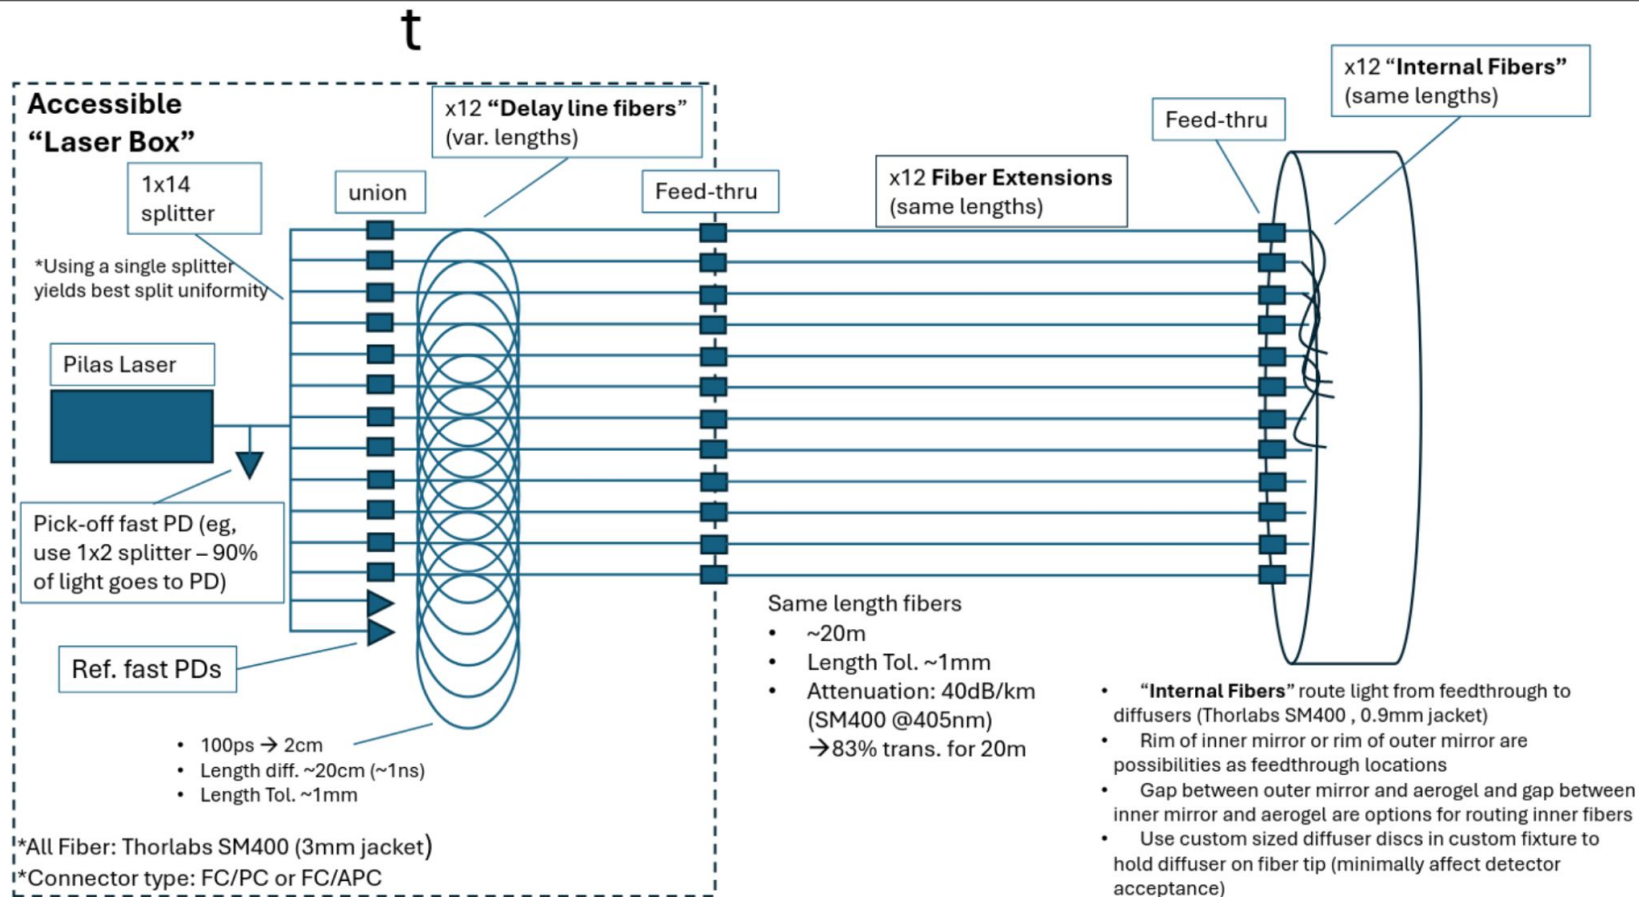 t
Accessible
“Laser Box”
x12 “Delay line fibers”
(var. lengths)
x12 “Internal Fibers”
(same lengths)
Feed-thru
1x14
splitter
union
Feed-thru
x12 Fiber Extensions
(same lengths)
*Using a single splitter
yields best split uniformity
Pilas Laser
Pick-off fast PD (eg,
use 1x2 splitter – 90%
of light goes to PD)
Ref. fast PDs
• 100ps → 2cm
• Length diff. ~20cm (~1ns)
• Length Tol. ~1mm
*All Fiber: Thorlabs SM400 (3mm jacket)
*Connector type: FC/PC or FC/APC
Same length fibers
• ~20m
• Length Tol. ~1mm
• Attenuation: 40dB/km
(SM400 @405nm)
→83% trans. for 20m
• “Internal Fibers” route light from feedthrough to
diffusers (Thorlabs SM400 , 0.9mm jacket)
• Rim of inner mirror or rim of outer mirror are
possibilities as feedthrough locations
• Gap between outer mirror and aerogel and gap between
inner mirror and aerogel are options for routing inner fibers
• Use custom sized diffuser discs in custom fixture to
hold diffuser on fiber tip (minimally affect detector
acceptance)